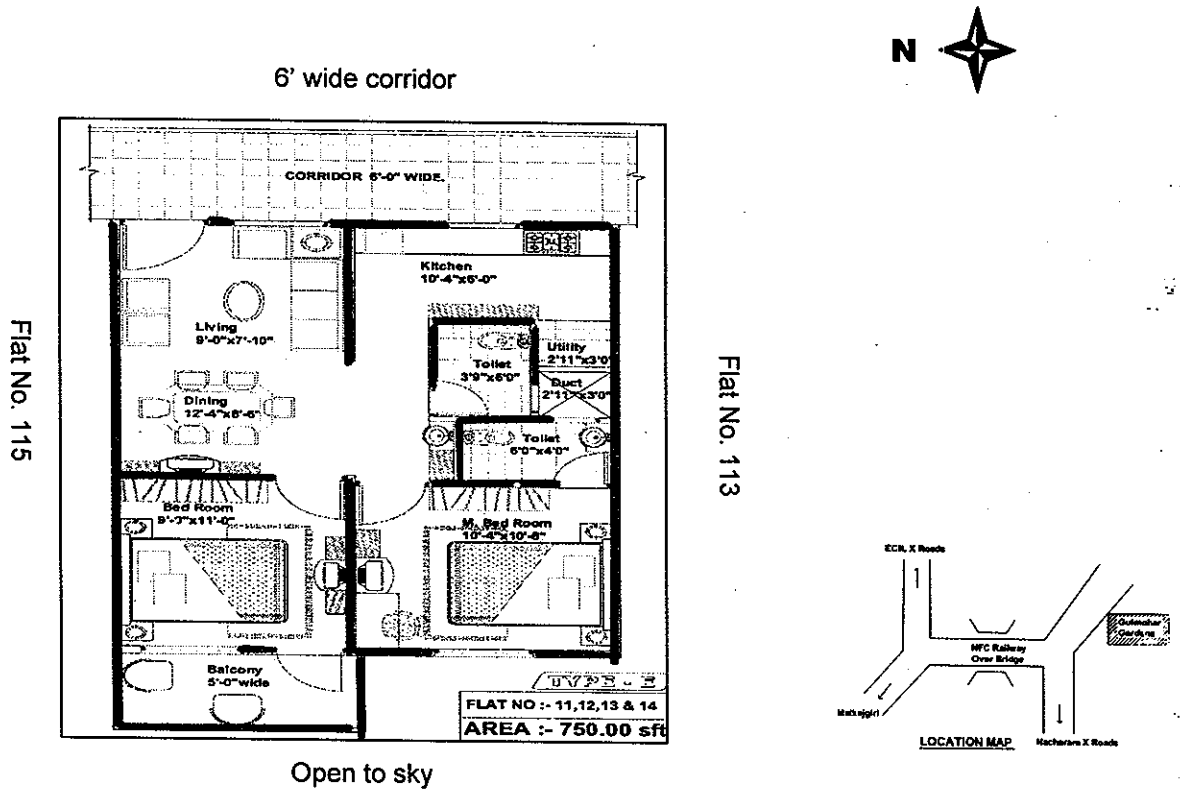 N
6' wide corridor
CORRIDOR 6'-0" WIDE.
Kitchen
10'-4"x6'-0"
Living
9'-0"x7'-10"
Utility
2'11"x3'0"
Toilet
3'9"x6'0"
Duct
2'11"x3'0"
Dining
12'-4"x8'-6"
Toilet
6'0"x4'0"
Flat No. 115
Flat No. 113
Bed Room
9'-3"x11'-0"
M. Bed Room
10'-4"x10'-6"
Balcony
5'-0" wide
TYPE - E
FLAT NO :- 11,12,13 & 14
AREA :- 750.00 sft
Open to sky
ECIL X Roads
Gulmohar
Gardens
NFC Railway
Over Bridge
Malkajgiri
LOCATION MAP
Nacharam X Roads